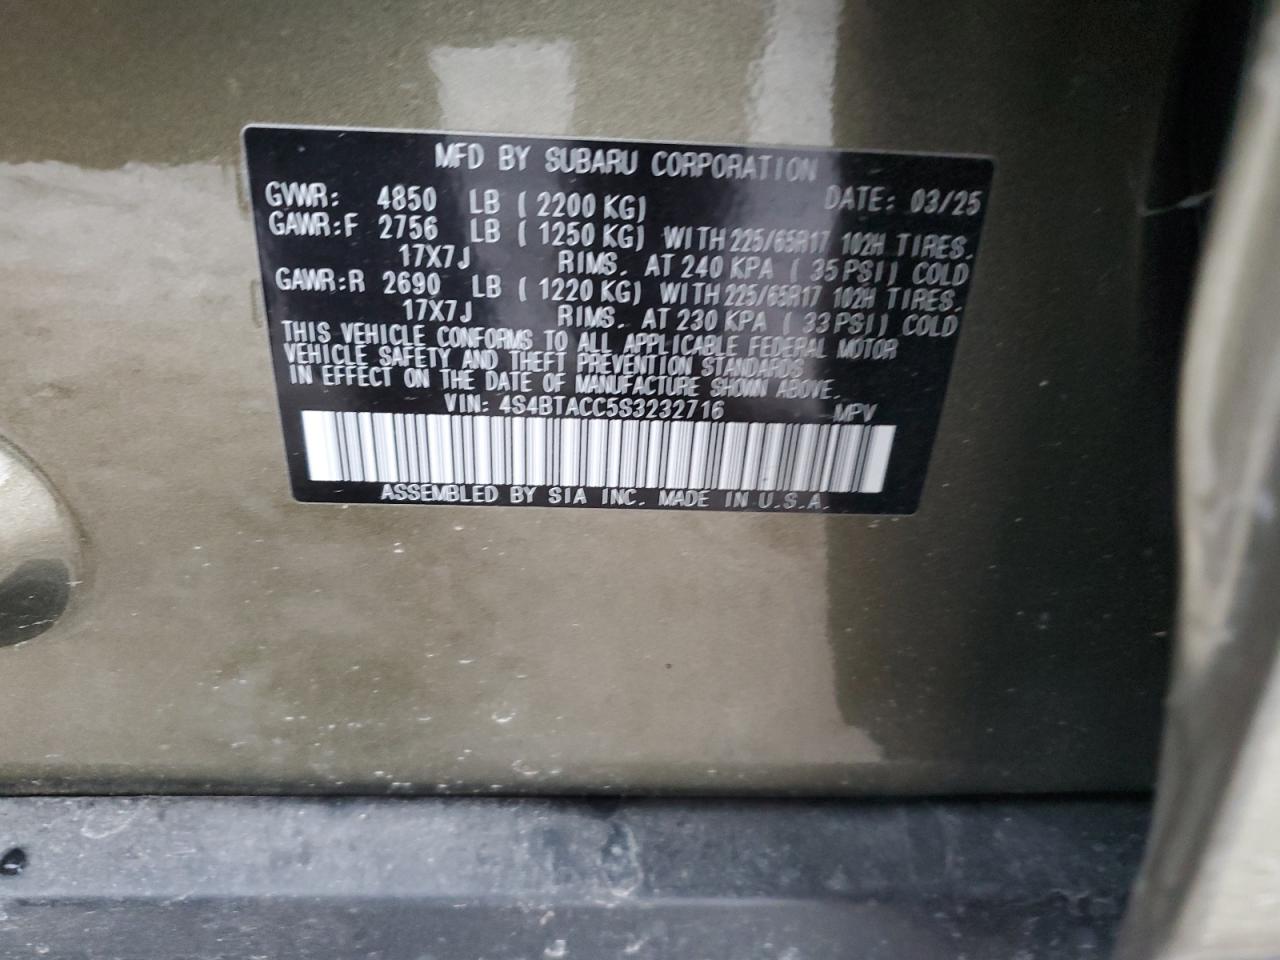 MFD BY SUBARU CORPORATION
GVWR: 4850 LB ( 2200 KG) DATE: 03/25
GAWR:F 2756 LB ( 1250 KG) WITH 225/65R17 102H TIRES.
17X7J RIMS. AT 240 KPA ( 35 PSI) COLD
GAWR:R 2690 LB ( 1220 KG) WITH 225/65R17 102H TIRES.
17X7J RIMS. AT 230 KPA ( 33 PSI) COLD
THIS VEHICLE CONFORMS TO ALL APPLICABLE FEDERAL MOTOR
VEHICLE SAFETY AND THEFT PREVENTION STANDARDS
IN EFFECT ON THE DATE OF MANUFACTURE SHOWN ABOVE.
VIN: 4S4BTACC5S3232716 MPV
ASSEMBLED BY SIA INC. MADE IN U.S.A.